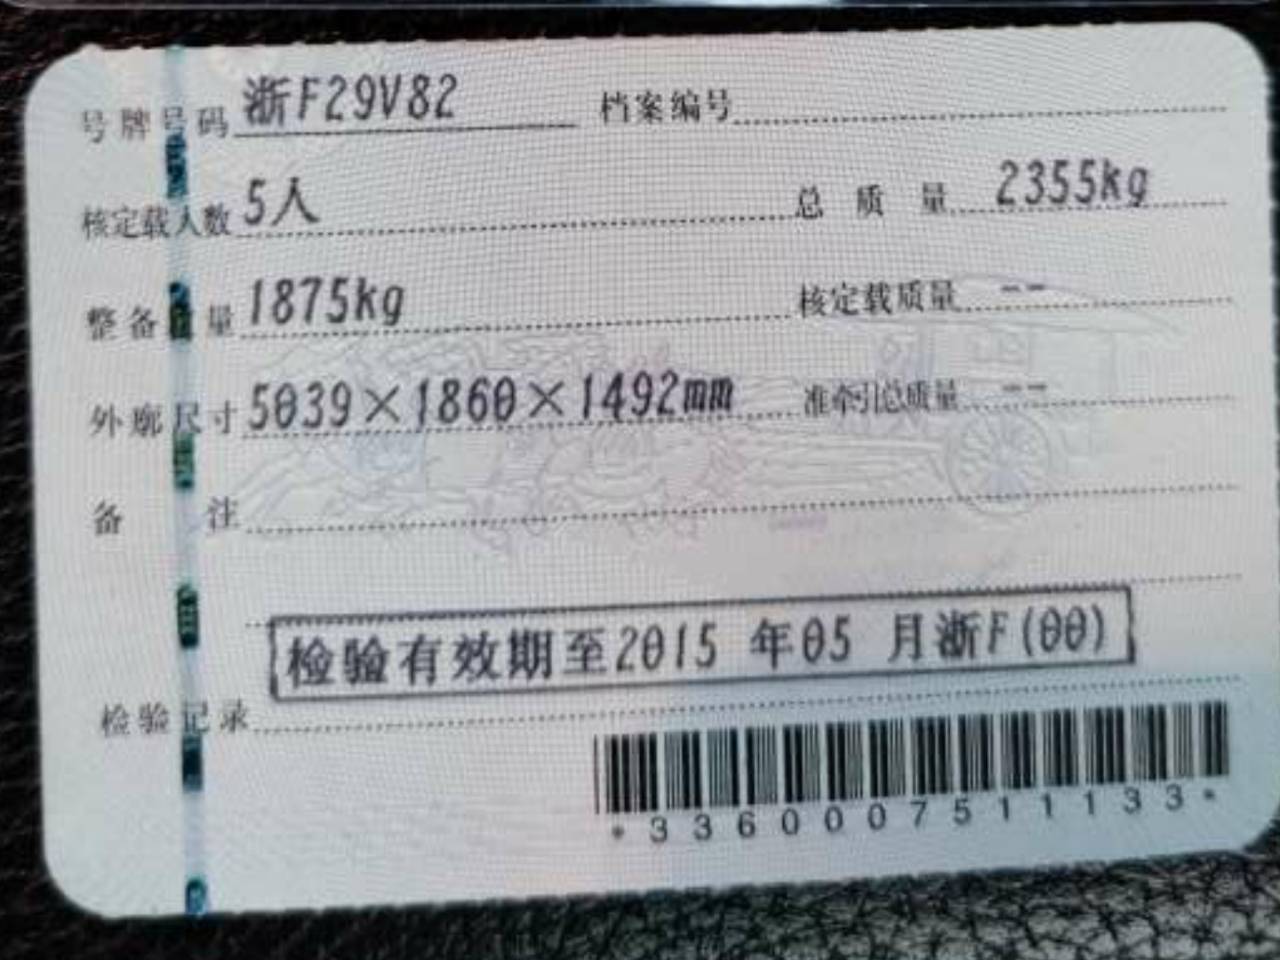 号牌号码 浙F29V82 档案编号
核定载人数 5人 总质量 2355kg
整备质量 1875kg 核定载质量 --
外廓尺寸 5039×1860×1492mm 准牵引总质量 --
备注
检验有效期至2015 年05 月浙F(00)
检验记录
*3360007511133*